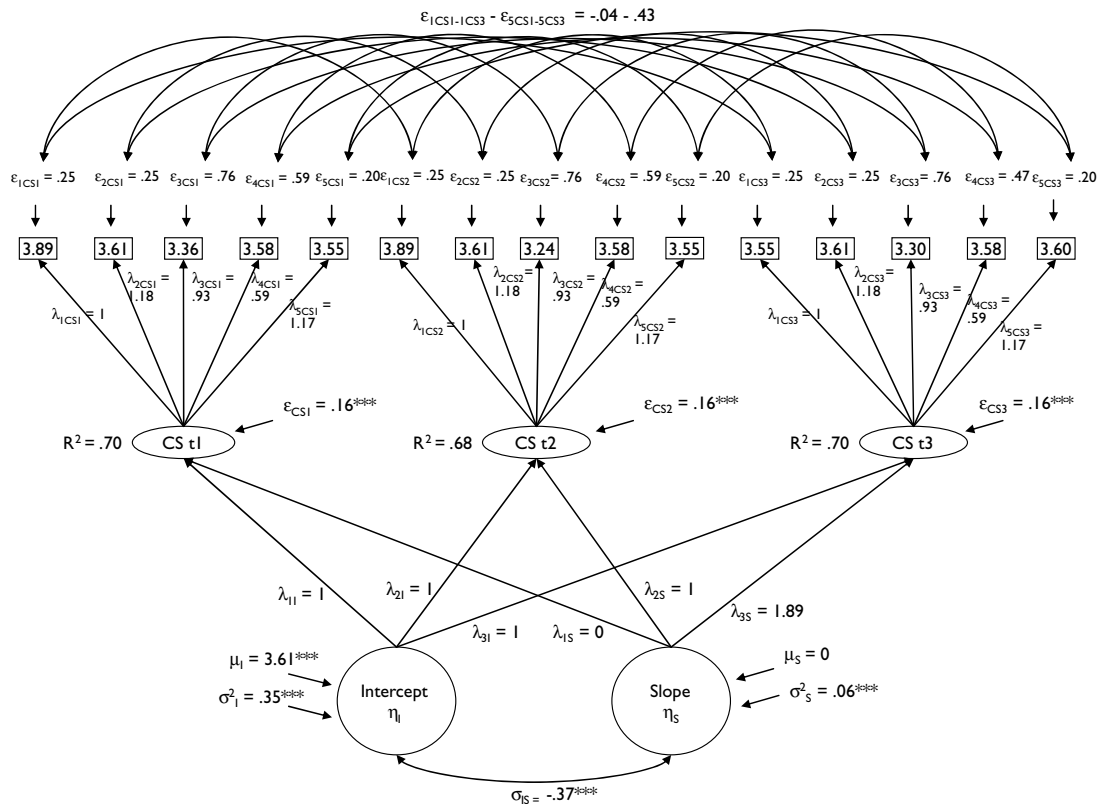 ε1CS1-1CS3 - ε5CS1-5CS3 = -.04 - .43
ε1CS1 = .25 ε2CS1 = .25 ε3CS1 = .76 ε4CS1 = .59 ε5CS1 = .20 ε1CS2 = .25 ε2CS2 = .25 ε3CS2 = .76 ε4CS2 = .59 ε5CS2 = .20 ε1CS3 = .25 ε2CS3 = .25 ε3CS3 = .76 ε4CS3 = .47 ε5CS3 = .20
3.89 3.61 3.36 3.58 3.55 3.89 3.61 3.24 3.58 3.55 3.55 3.61 3.30 3.58 3.60
λ1CS1 = 1
λ2CS1 =
1.18
λ3CS1 =
.93
λ4CS1 =
.59
λ5CS1 =
1.17
λ1CS2 = 1
λ2CS2 =
1.18
λ3CS2 =
.93
λ4CS2 =
.59
λ5CS2 =
1.17
λ1CS3 = 1
λ2CS3 =
1.18
λ3CS3 =
.93
λ4CS3 =
.59
λ5CS3 =
1.17
εCS1 = .16*** εCS2 = .16*** εCS3 = .16***
R² = .70 CS t1 R² = .68 CS t2 R² = .70 CS t3
λ1I = 1 λ2I = 1 λ2S = 1
λ3S = 1.89
λ3I = 1 λ1S = 0
μI = 3.61*** μS = 0
σ²I = .35*** σ²S = .06***
Intercept
ηI
Slope
ηS
σIS = -.37***